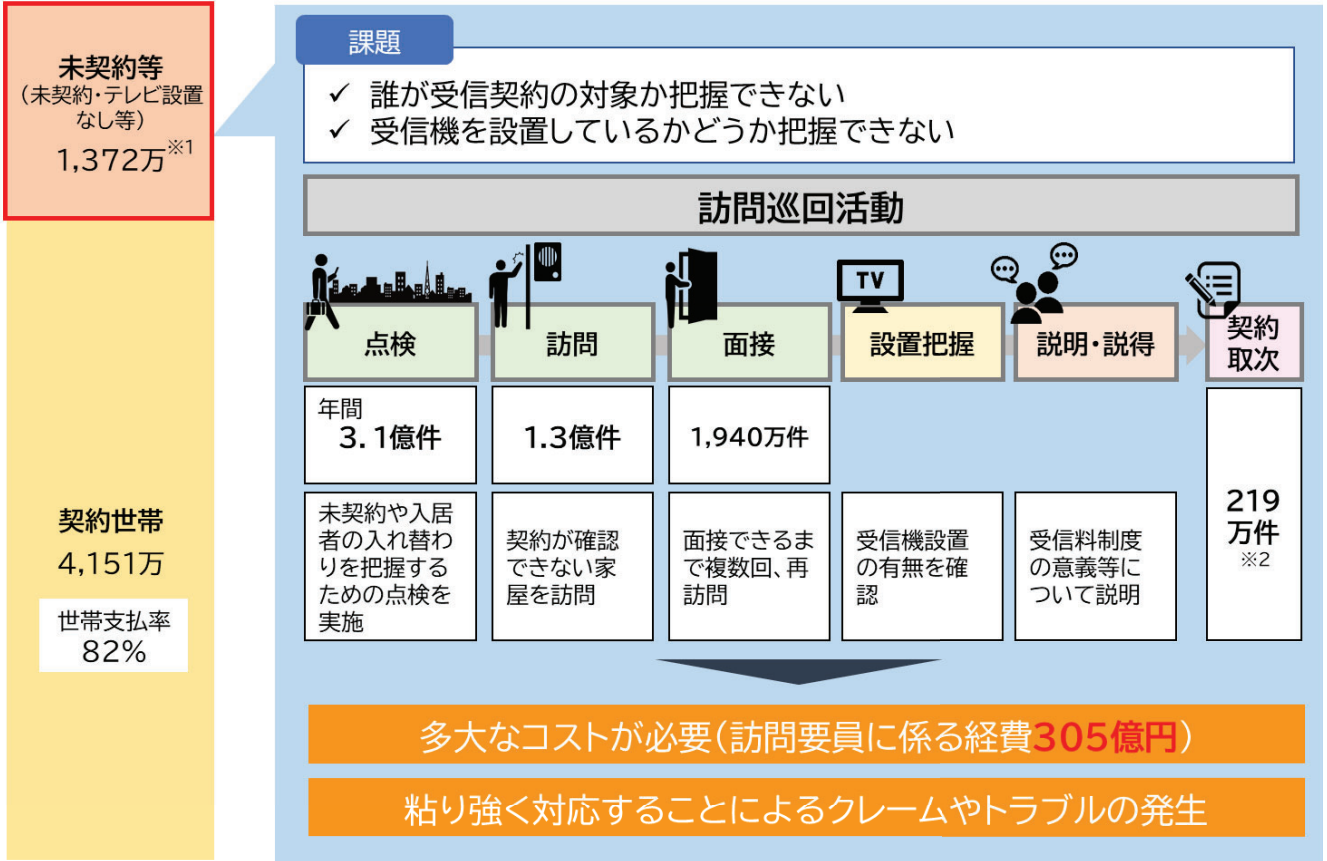 未契約等
(未契約・テレビ設置
なし等)
1,372万※1
契約世帯
4,151万
世帯支払率
82%
課題
✓ 誰が受信契約の対象か把握できない
✓ 受信機を設置しているかどうか把握できない
訪問巡回活動
TV
点検
訪問
面接
設置把握
説明・説得
契約
取次
年間
3.1億件
1.3億件
1,940万件
219
万件
※2
未契約や入居
者の入れ替わ
りを把握する
ための点検を
実施
契約が確認
できない家
屋を訪問
面接できるま
で複数回、再
訪問
受信機設置
の有無を確
認
受信料制度
の意義等に
ついて説明
多大なコストが必要(訪問要員に係る経費305億円)
粘り強く対応することによるクレームやトラブルの発生